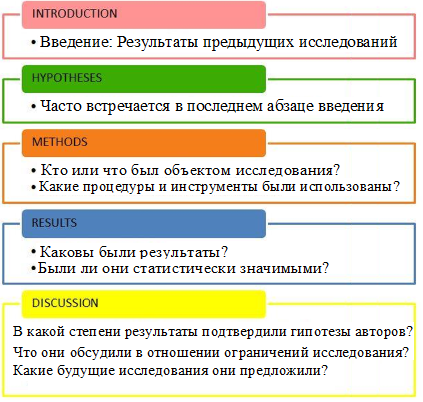 INTRODUCTION
• Введение: Результаты предыдущих исследований
HYPOTHESES
• Часто встречается в последнем абзаце введения
METHODS
• Кто или что был объектом исследования?
• Какие процедуры и инструменты были использованы?
RESULTS
• Каковы были результаты?
• Были ли они статистически значимыми?
DISCUSSION
В какой степени результаты подтвердили гипотезы авторов?
Что они обсудили в отношении ограничений исследования?
Какие будущие исследования они предложили?